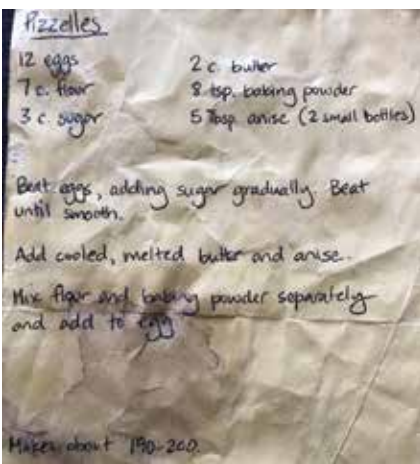 Pizzelles
12 eggs
7 c. flour
3 c. sugar
2 c. butter
8 tsp. baking powder
5 Tbsp. anise (2 small bottles)
Beat eggs, adding sugar gradually. Beat
until smooth.
Add cooled, melted butter and anise.
Mix flour and baking powder separately
and add to egg
Makes about 190-200.